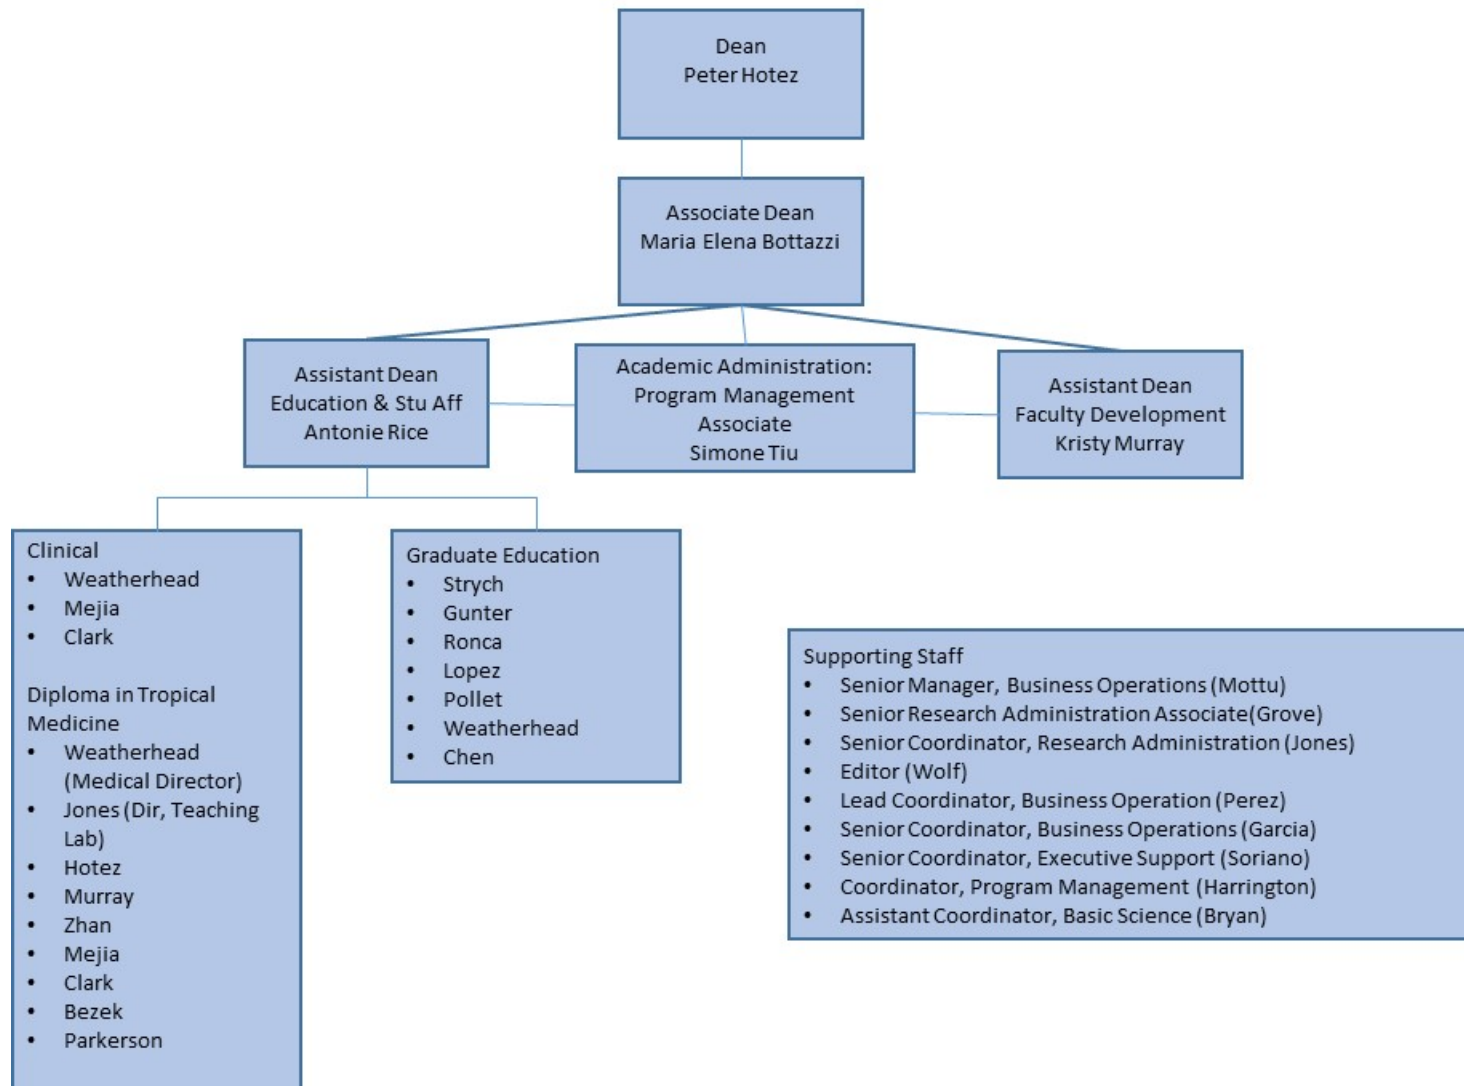 Dean
Peter Hotez
Associate Dean
Maria Elena Bottazzi
Assistant Dean
Education & Stu Aff
Antonie Rice
Academic Administration:
Program Management
Associate
Simone Tiu
Assistant Dean
Faculty Development
Kristy Murray
Clinical
• Weatherhead
• Mejia
• Clark
Diploma in Tropical
Medicine
• Weatherhead
(Medical Director)
• Jones (Dir, Teaching
Lab)
• Hotez
• Murray
• Zhan
• Mejia
• Clark
• Bezek
• Parkerson
Graduate Education
• Strych
• Gunter
• Ronca
• Lopez
• Pollet
• Weatherhead
• Chen
Supporting Staff
• Senior Manager, Business Operations (Mottu)
• Senior Research Administration Associate(Grove)
• Senior Coordinator, Research Administration (Jones)
• Editor (Wolf)
• Lead Coordinator, Business Operation (Perez)
• Senior Coordinator, Business Operations (Garcia)
• Senior Coordinator, Executive Support (Soriano)
• Coordinator, Program Management (Harrington)
• Assistant Coordinator, Basic Science (Bryan)